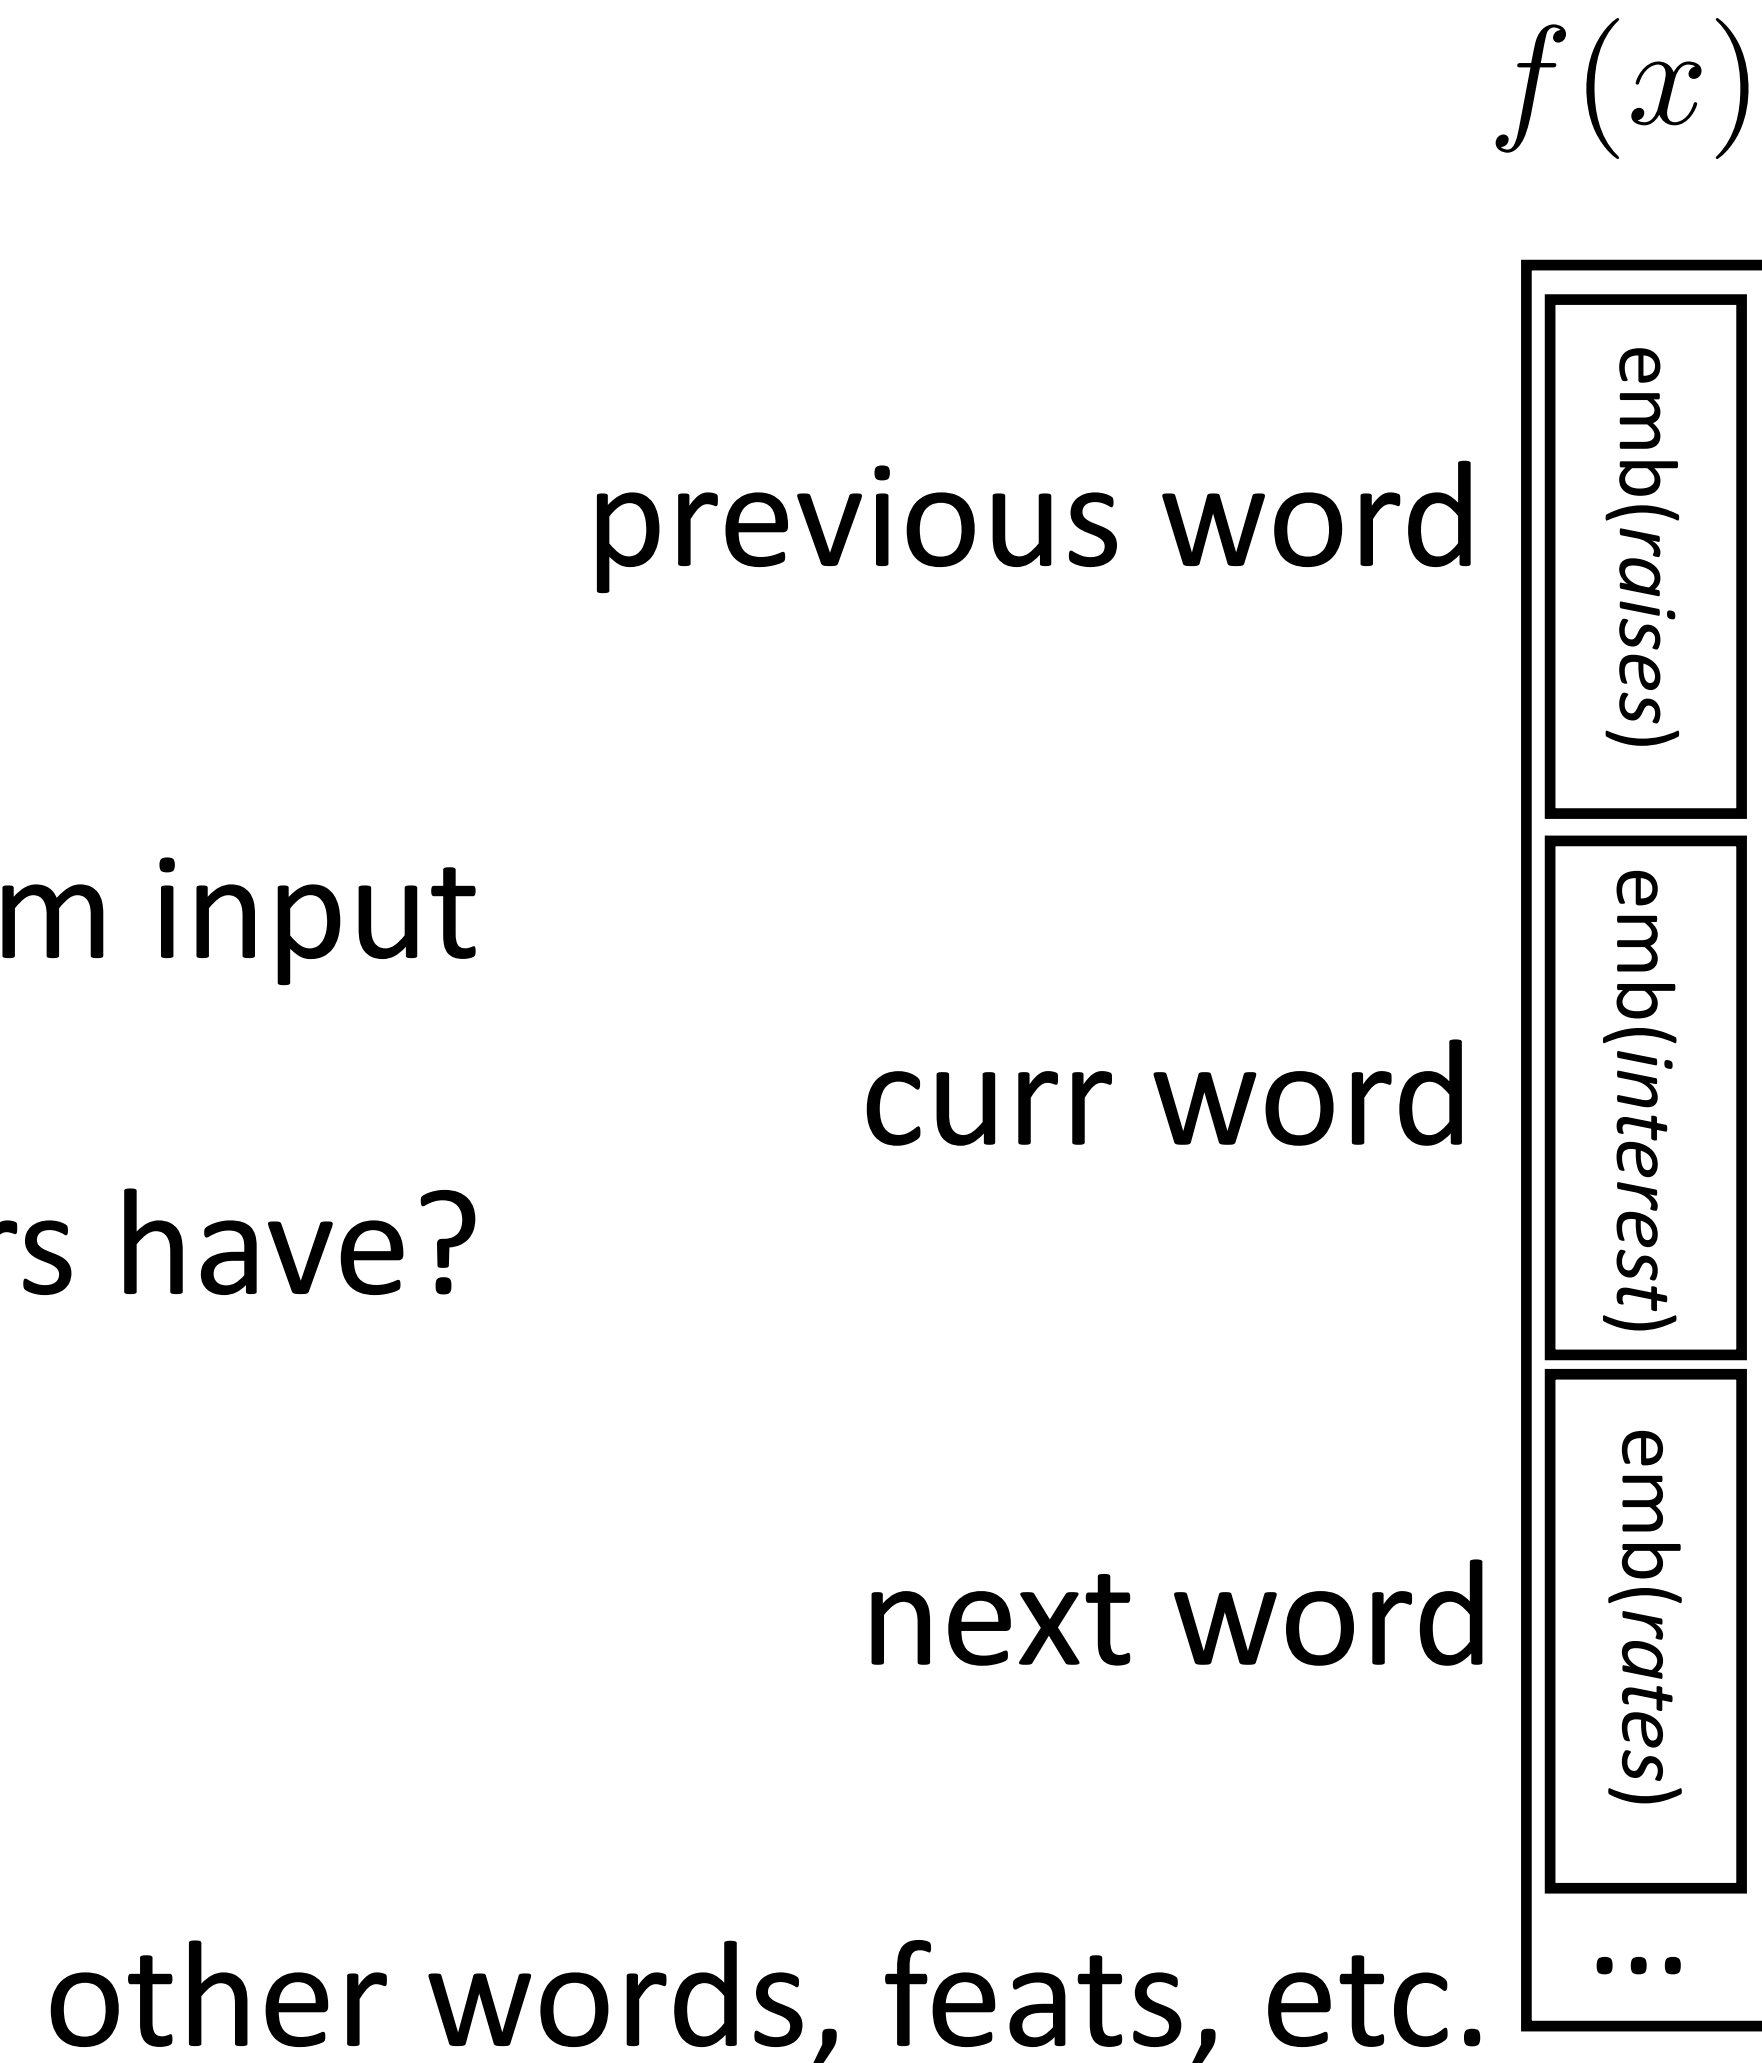 f(x)
emb(raises)
previous word
m input
emb(interest)
curr word
rs have?
emb(rates)
next word
...
other words, feats, etc.